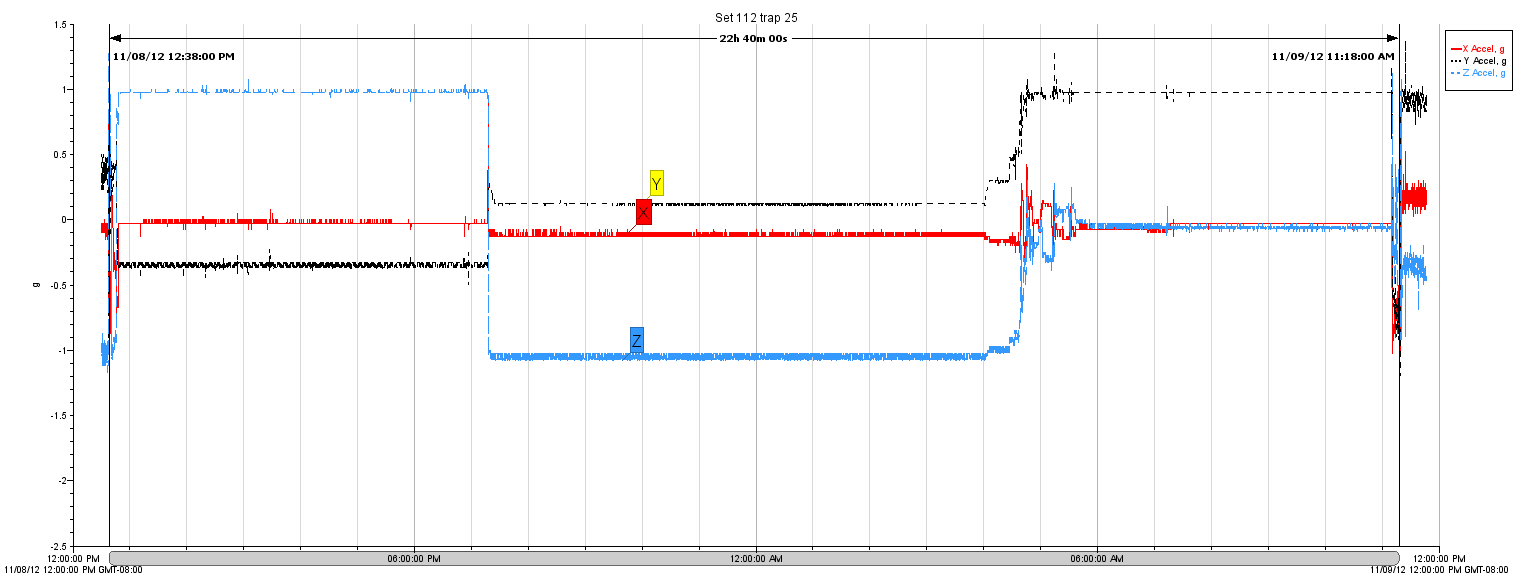 Set 112 trap 25
1.5
22h 40m 00s
11/08/12 12:38:00 PM
11/09/12 11:18:00 AM
X Accel, g
Y Accel, g
Z Accel, g
1
0.5
Y
X
0
g
-0.5
Z
-1
-1.5
-2
-2.5
12:00:00 PM
06:00:00 PM
12:00:00 AM
06:00:00 AM
12:00:00 PM
11/08/12 12:00:00 PM GMT-08:00
11/09/12 12:00:00 PM GMT-08:00